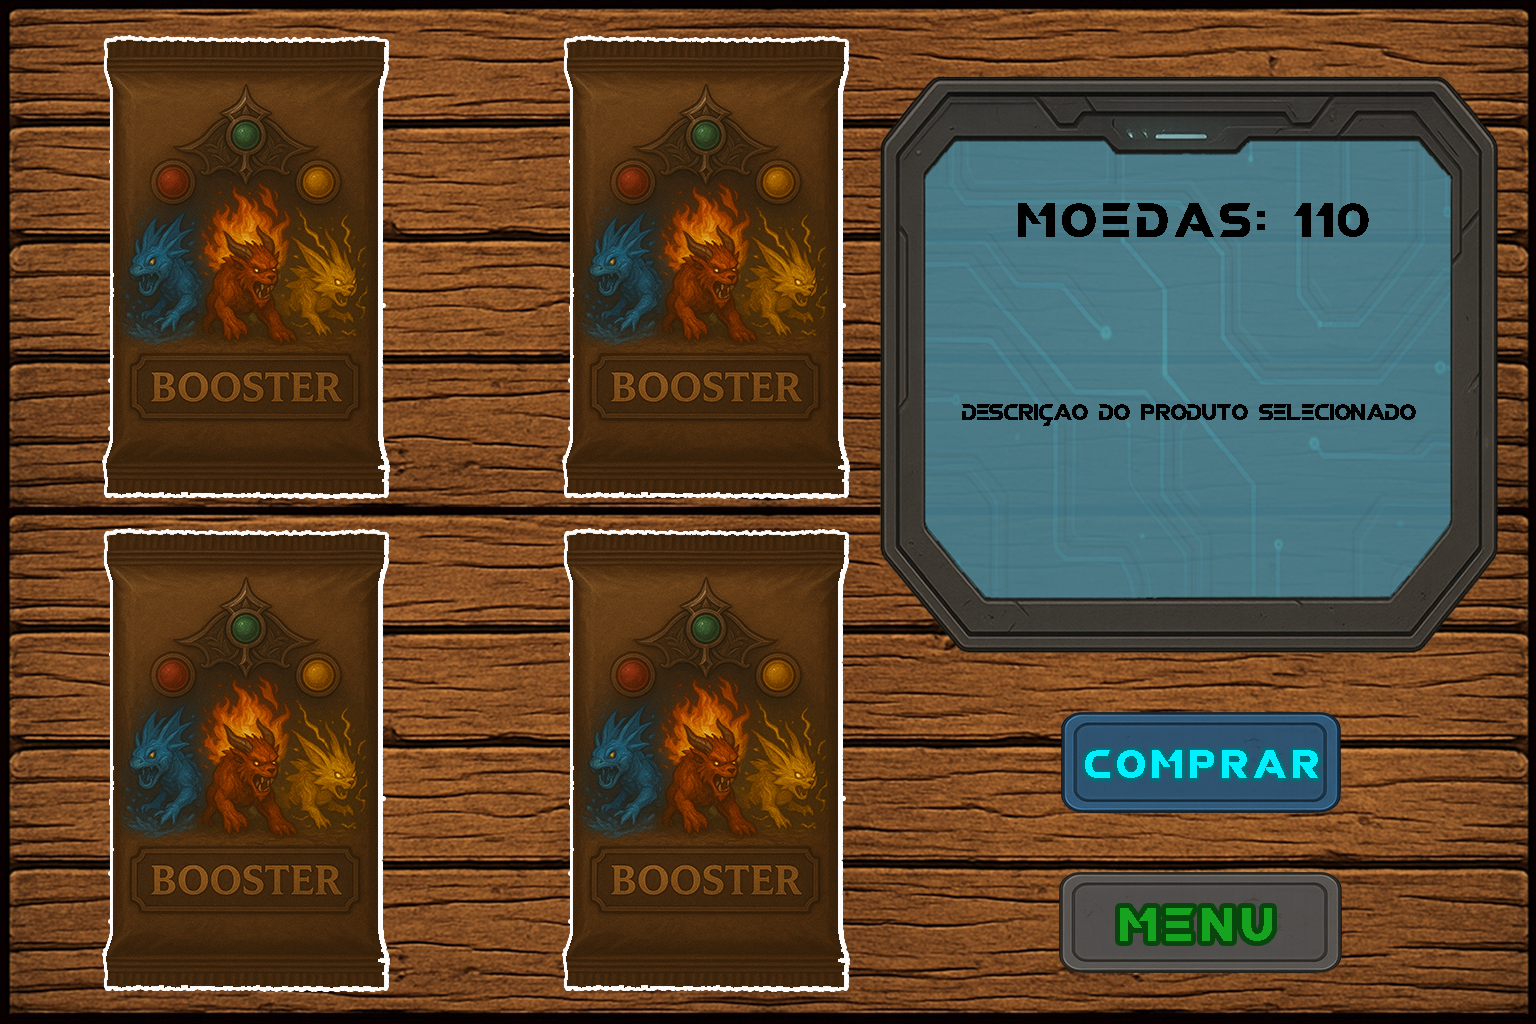 BOOSTER
BOOSTER
MOEDAS: 110
DESCRIÇAO DO PRODUTO SELECIONADO
BOOSTER
BOOSTER
COMPRAR
MENU